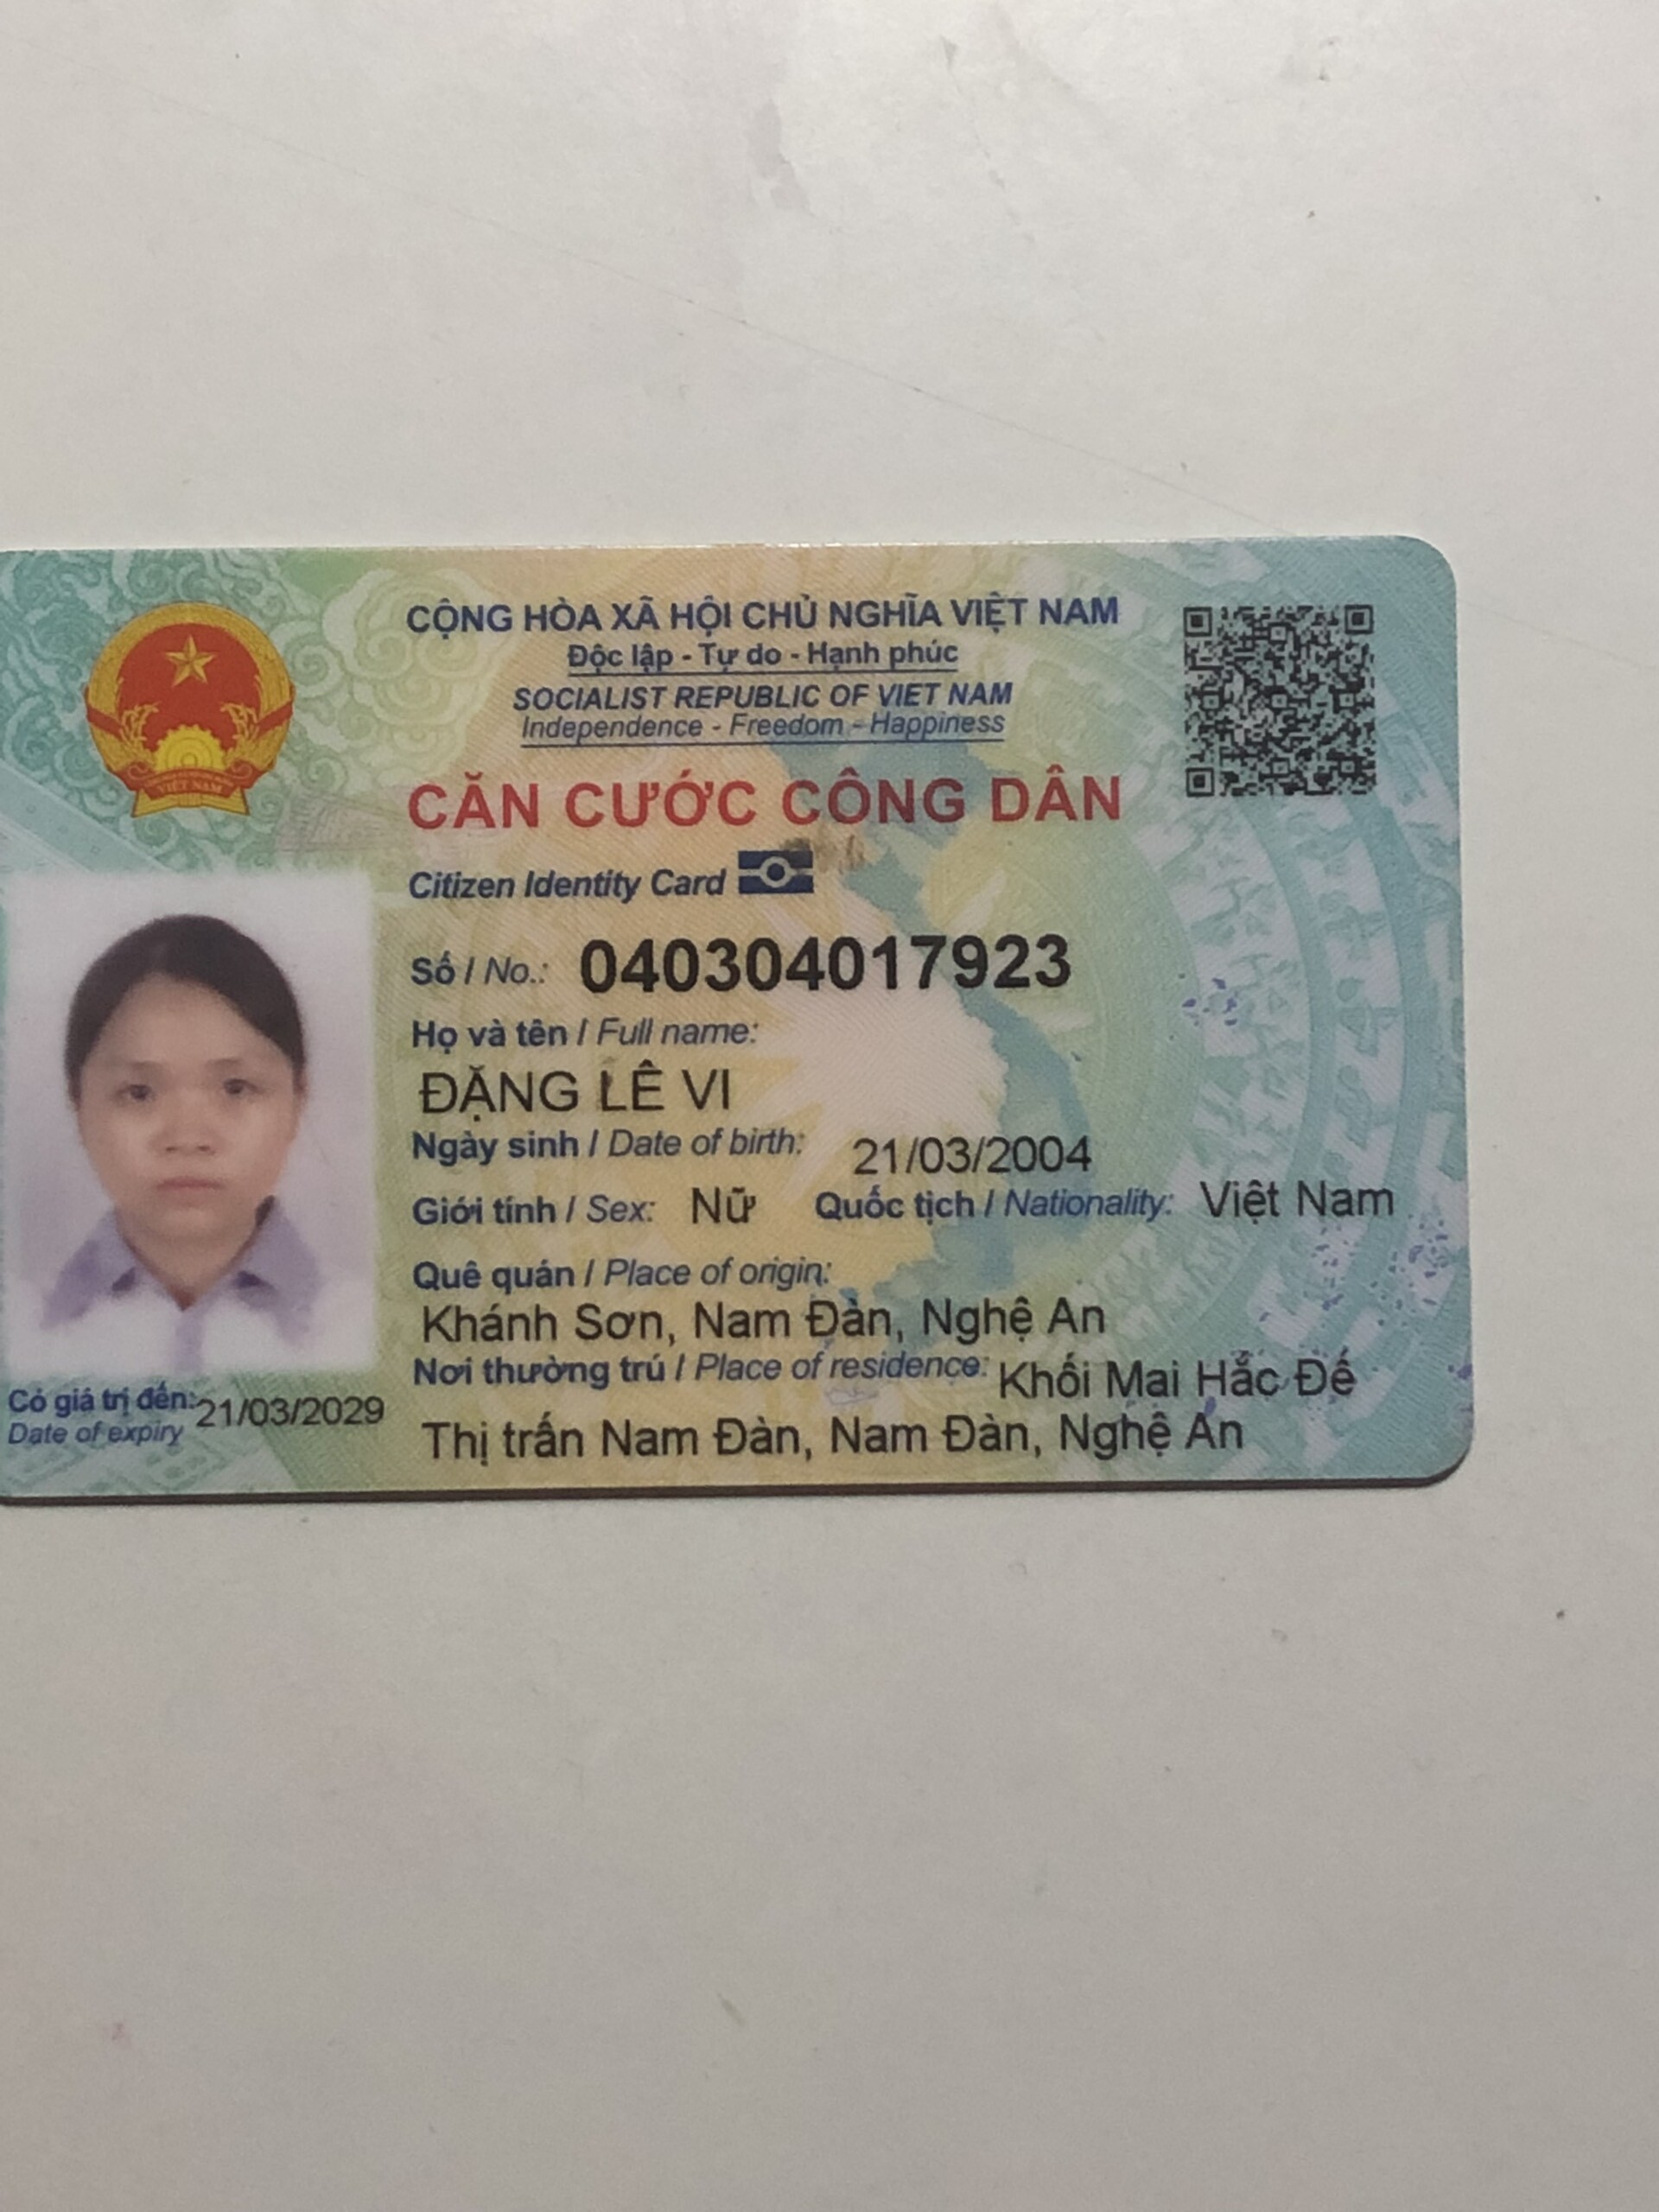 CỘNG HÒA XÃ HỘI CHỦ NGHĨA VIỆT NAM
Độc lập - Tự do - Hạnh phúc
SOCIALIST REPUBLIC OF VIET NAM
Independence - Freedom - Happiness
VIỆT NAM
CĂN CƯỚC CÔNG DÂN
Citizen Identity Card
Số / No.: 040304017923
Họ và tên / Full name:
ĐẶNG LÊ VI
Ngày sinh / Date of birth: 21/03/2004
Giới tính / Sex: Nữ Quốc tịch / Nationality: Việt Nam
Quê quán / Place of origin:
Khánh Sơn, Nam Đàn, Nghệ An
Nơi thường trú / Place of residence: Khối Mai Hắc Đế
Thị trấn Nam Đàn, Nam Đàn, Nghệ An
Có giá trị đến: 21/03/2029
Date of expiry